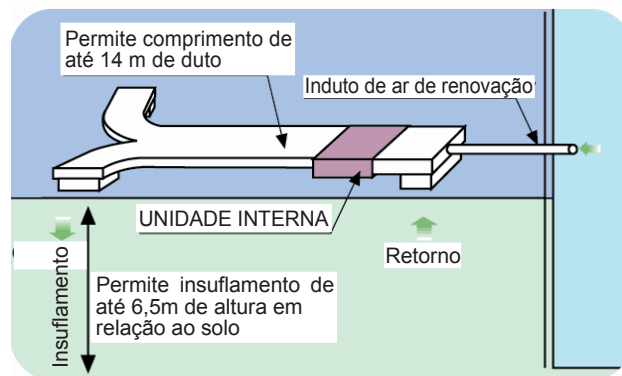 Permite comprimento de
até 14 m de duto
Induto de ar de renovação
UNIDADE INTERNA
Retorno
Insuflamento
Permite insuflamento de
até 6,5m de altura em
relação ao solo